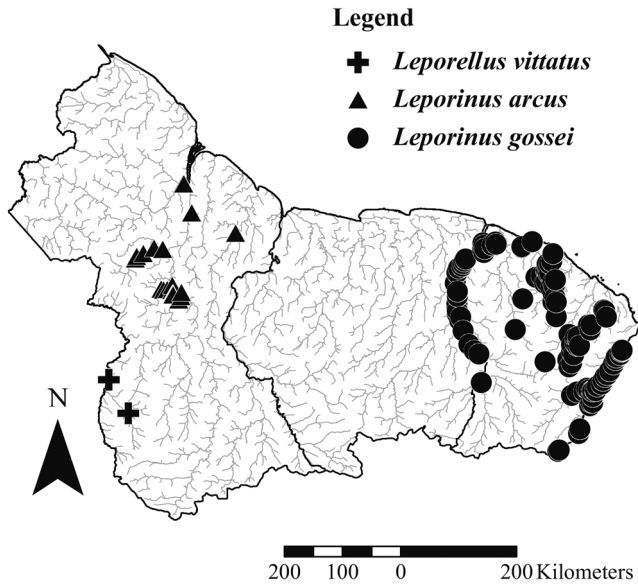 Legend
Leporellus vittatus
Leporinus arcus
Leporinus gossei
N
200 100 0 200 Kilometers